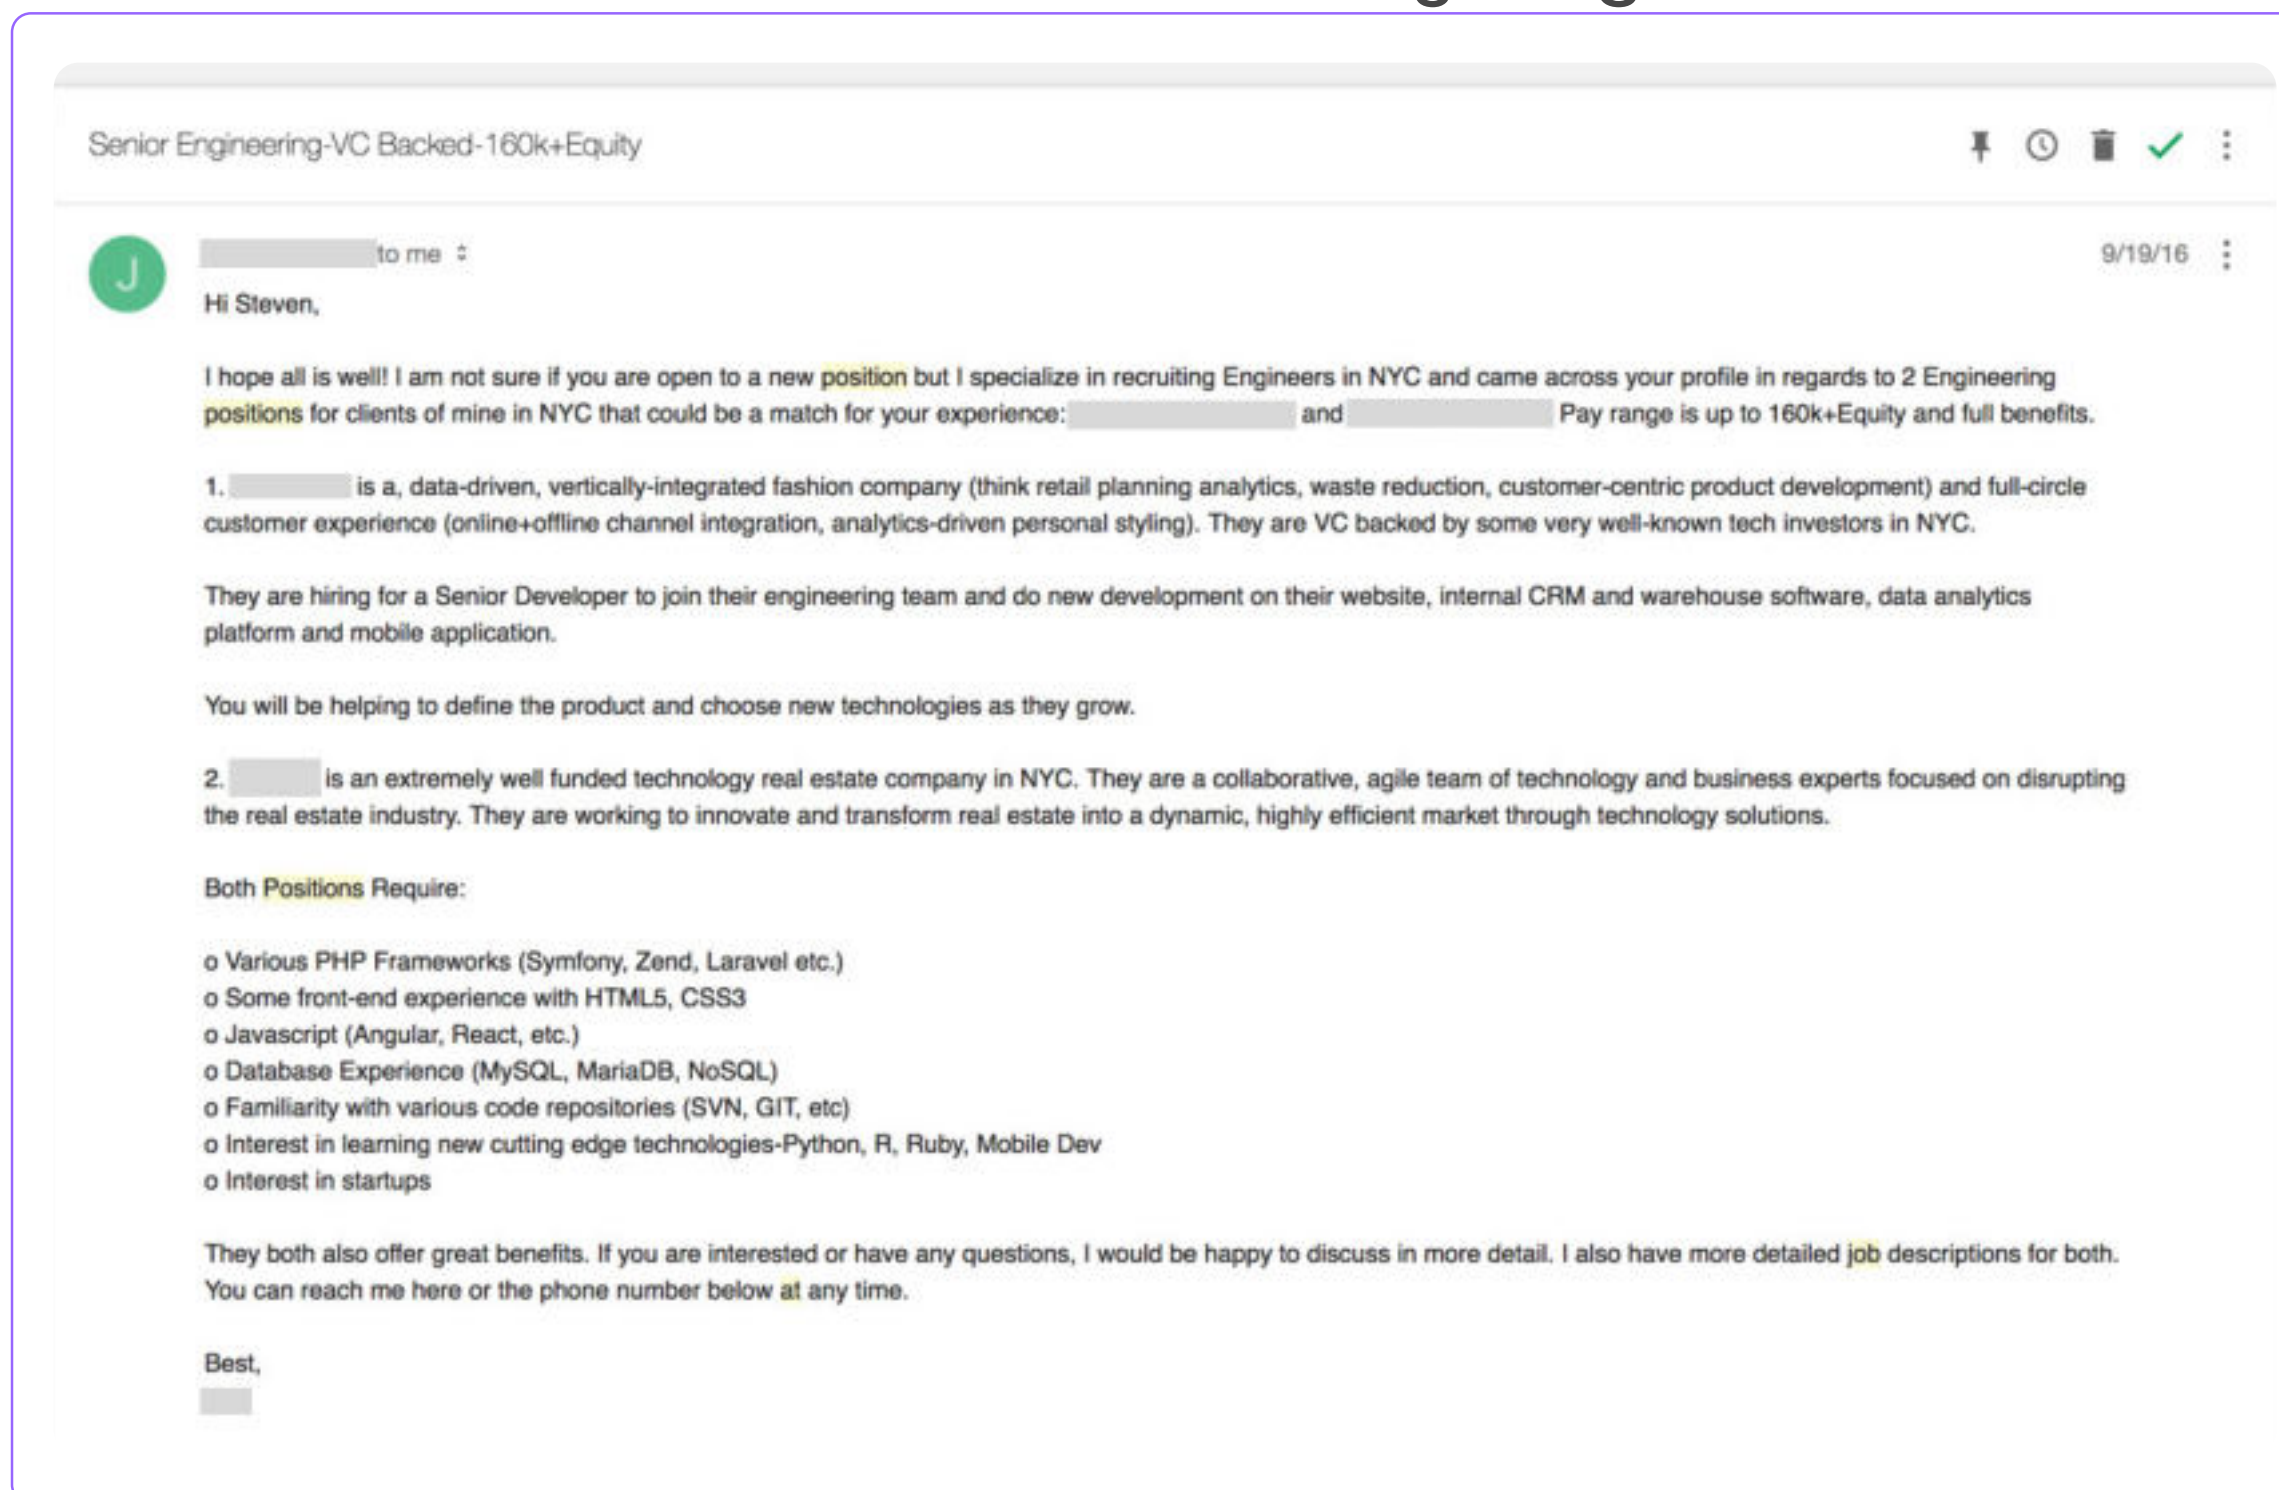 Senior Engineering-VC Backed-160k+Equity
J
to me
9/19/16
Hi Steven,
I hope all is well! I am not sure if you are open to a new position but I specialize in recruiting Engineers in NYC and came across your profile in regards to 2 Engineering
positions for clients of mine in NYC that could be a match for your experience: and Pay range is up to 160k+Equity and full benefits.
1. is a, data-driven, vertically-integrated fashion company (think retail planning analytics, waste reduction, customer-centric product development) and full-circle
customer experience (online+offline channel integration, analytics-driven personal styling). They are VC backed by some very well-known tech investors in NYC.
They are hiring for a Senior Developer to join their engineering team and do new development on their website, internal CRM and warehouse software, data analytics
platform and mobile application.
You will be helping to define the product and choose new technologies as they grow.
2. is an extremely well funded technology real estate company in NYC. They are a collaborative, agile team of technology and business experts focused on disrupting
the real estate industry. They are working to innovate and transform real estate into a dynamic, highly efficient market through technology solutions.
Both Positions Require:
o Various PHP Frameworks (Symfony, Zend, Laravel etc.)
o Some front-end experience with HTML5, CSS3
o Javascript (Angular, React, etc.)
o Database Experience (MySQL, MariaDB, NoSQL)
o Familiarity with various code repositories (SVN, GIT, etc)
o Interest in learning new cutting edge technologies-Python, R, Ruby, Mobile Dev
o Interest in startups
They both also offer great benefits. If you are interested or have any questions, I would be happy to discuss in more detail. I also have more detailed job descriptions for both.
You can reach me here or the phone number below at any time.
Best,